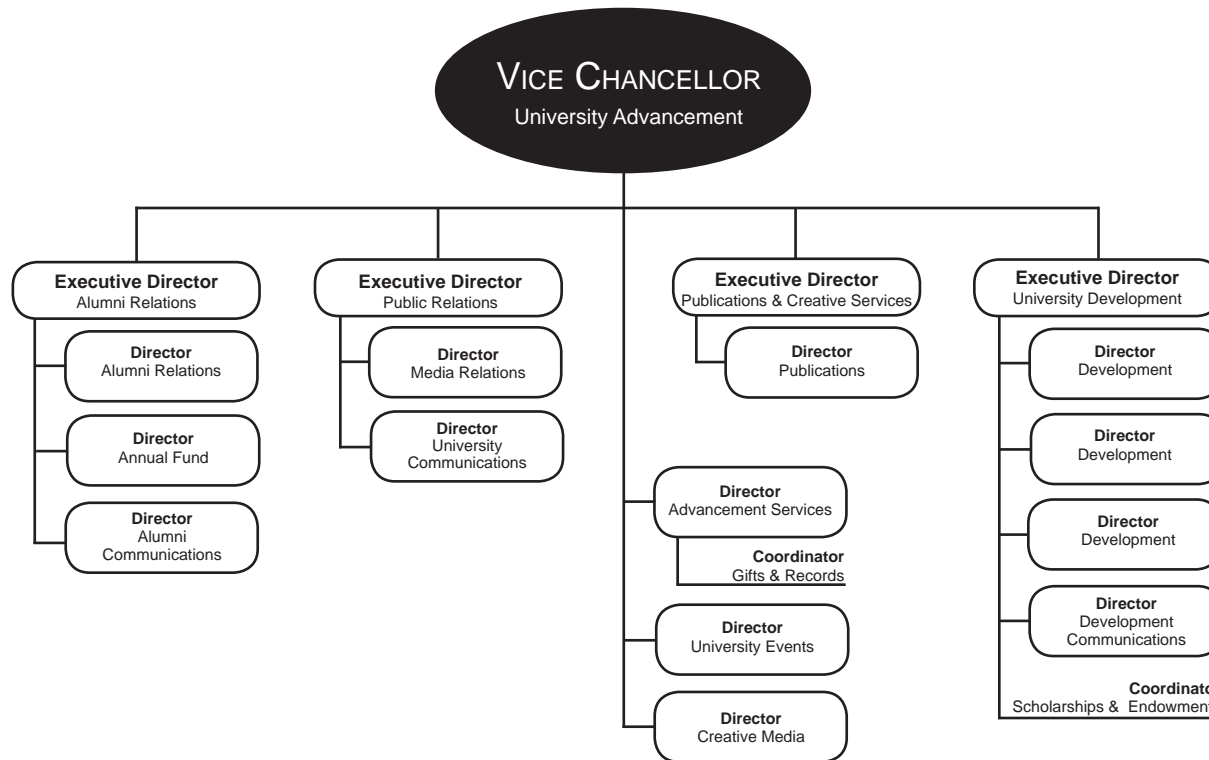 VICE CHANCELLOR
University Advancement
Executive Director
Alumni Relations
Director
Alumni Relations
Director
Annual Fund
Director
Alumni
Communications
Executive Director
Public Relations
Director
Media Relations
Director
University
Communications
Executive Director
Publications & Creative Services
Director
Publications
Director
Advancement Services
Coordinator
Gifts & Records
Director
University Events
Director
Creative Media
Executive Director
University Development
Director
Development
Director
Development
Director
Development
Director
Development
Communications
Coordinato
Scholarships & Endowment